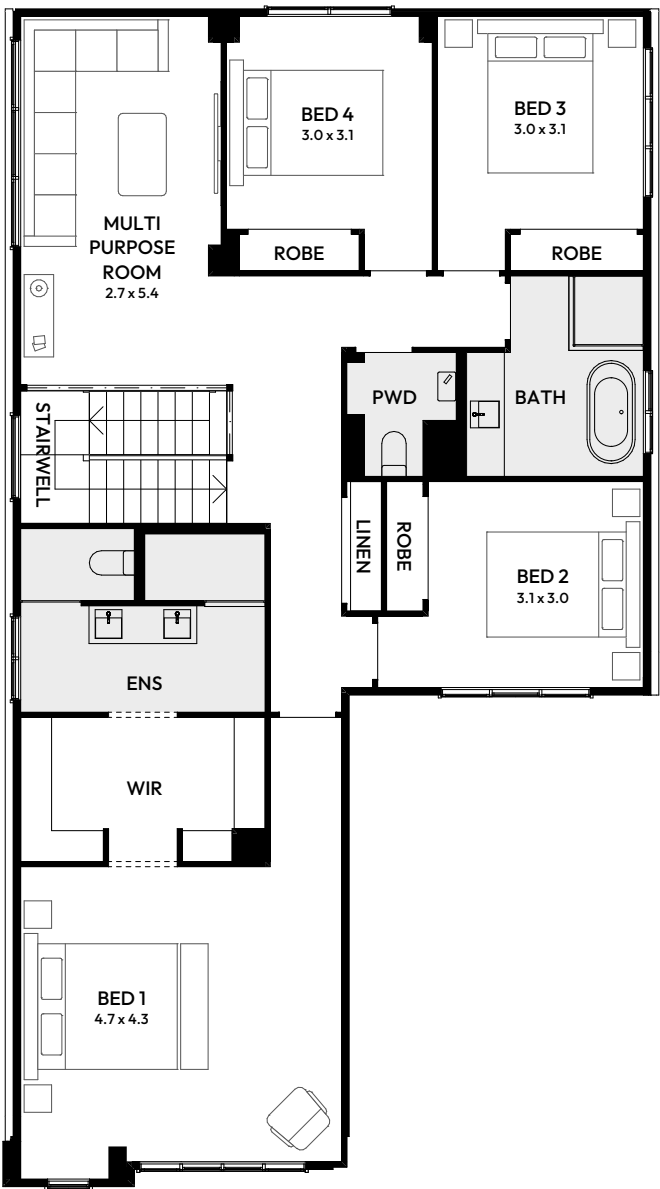 BED 4
3.0 x 3.1
BED 3
3.0 x 3.1
MULTI
PURPOSE
ROOM
2.7 x 5.4
ROBE
ROBE
STAIRWELL
PWD
BATH
LINEN
ROBE
BED 2
3.1 x 3.0
ENS
WIR
BED 1
4.7 x 4.3